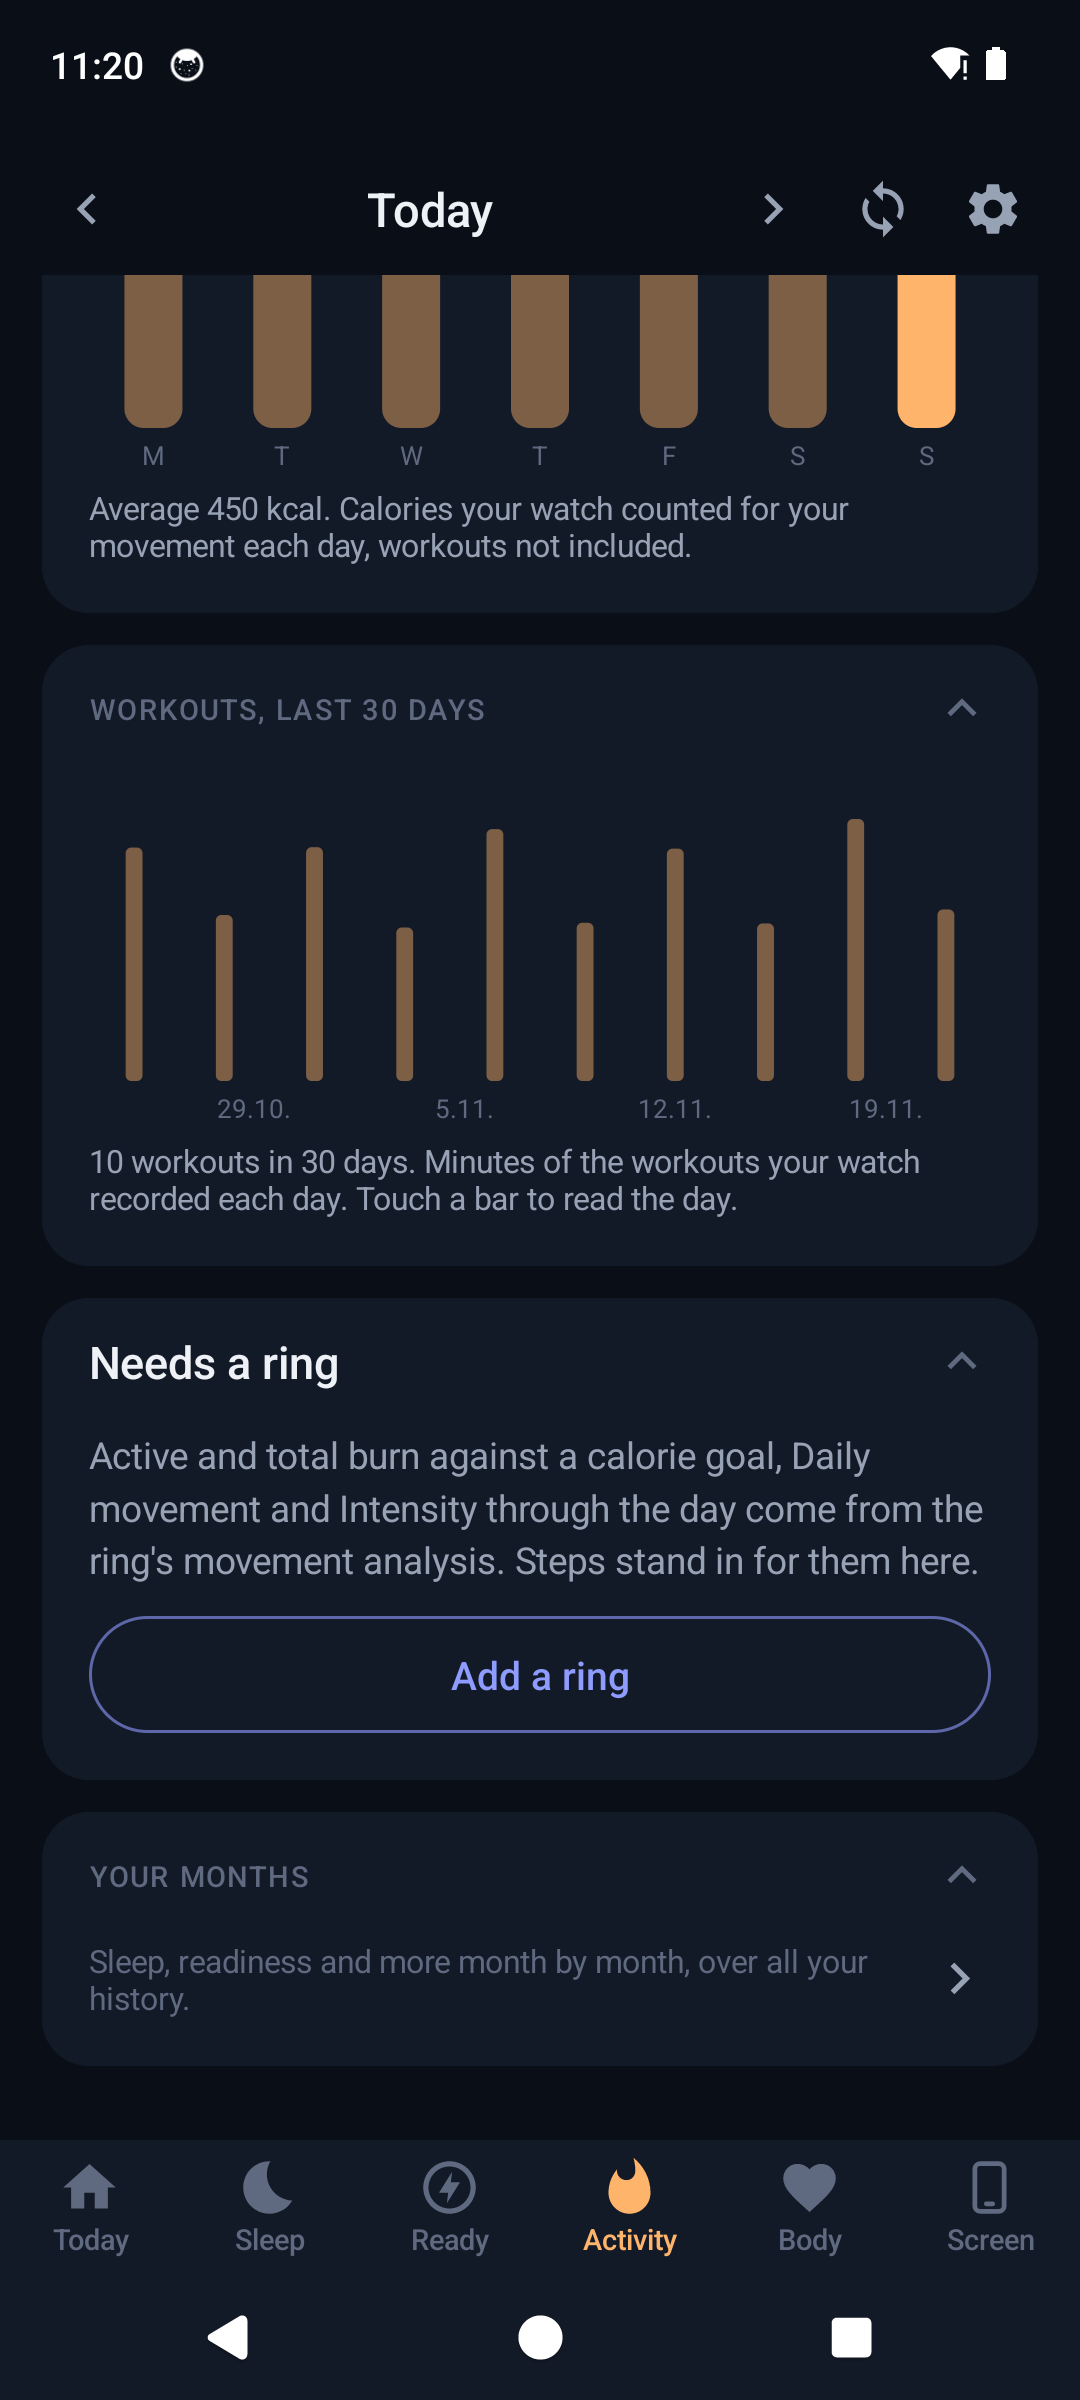 11:20
Today
M T W T F S S
Average 450 kcal. Calories your watch counted for your
movement each day, workouts not included.
WORKOUTS, LAST 30 DAYS
29.10. 5.11. 12.11. 19.11.
10 workouts in 30 days. Minutes of the workouts your watch
recorded each day. Touch a bar to read the day.
Needs a ring
Active and total burn against a calorie goal, Daily
movement and Intensity through the day come from the
ring's movement analysis. Steps stand in for them here.
Add a ring
YOUR MONTHS
Sleep, readiness and more month by month, over all your
history.
Today Sleep Ready Activity Body Screen